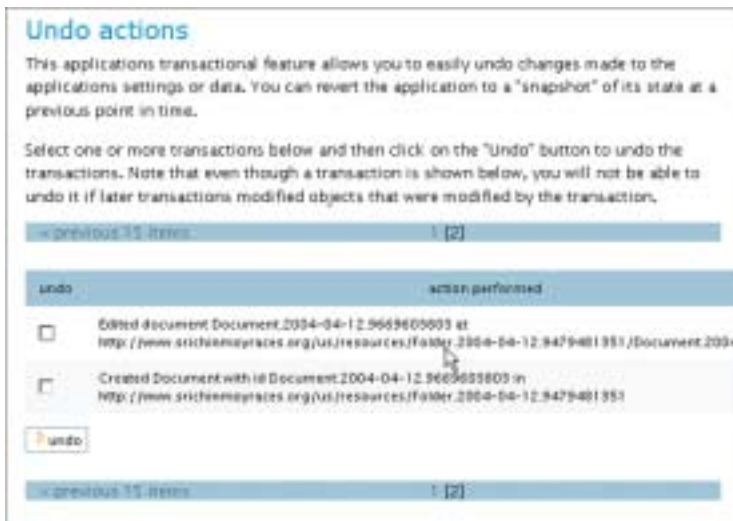 Undo actions
This applications transactional feature allows you to easily undo changes made to the
applications settings or data. You can revert the application to a "snapshot" of its state at a
previous point in time.
Select one or more transactions below and then click on the "Undo" button to undo the
transactions. Note that even though a transaction is shown below, you will not be able to
undo it if later transactions modified objects that were modified by the transaction.
« previous 15 items 1 [2]
undo action performed
Edited document Document.2004-04-12.9669603803 at
http://www.srichinmoyraces.org/us/resources/Folder.2004-04-12.9479481351/Document.200
Created Document with id Document.2004-04-12.9669603803 in
http://www.srichinmoyraces.org/us/resources/Folder.2004-04-12.9479481351
undo
« previous 15 items 1 [2]